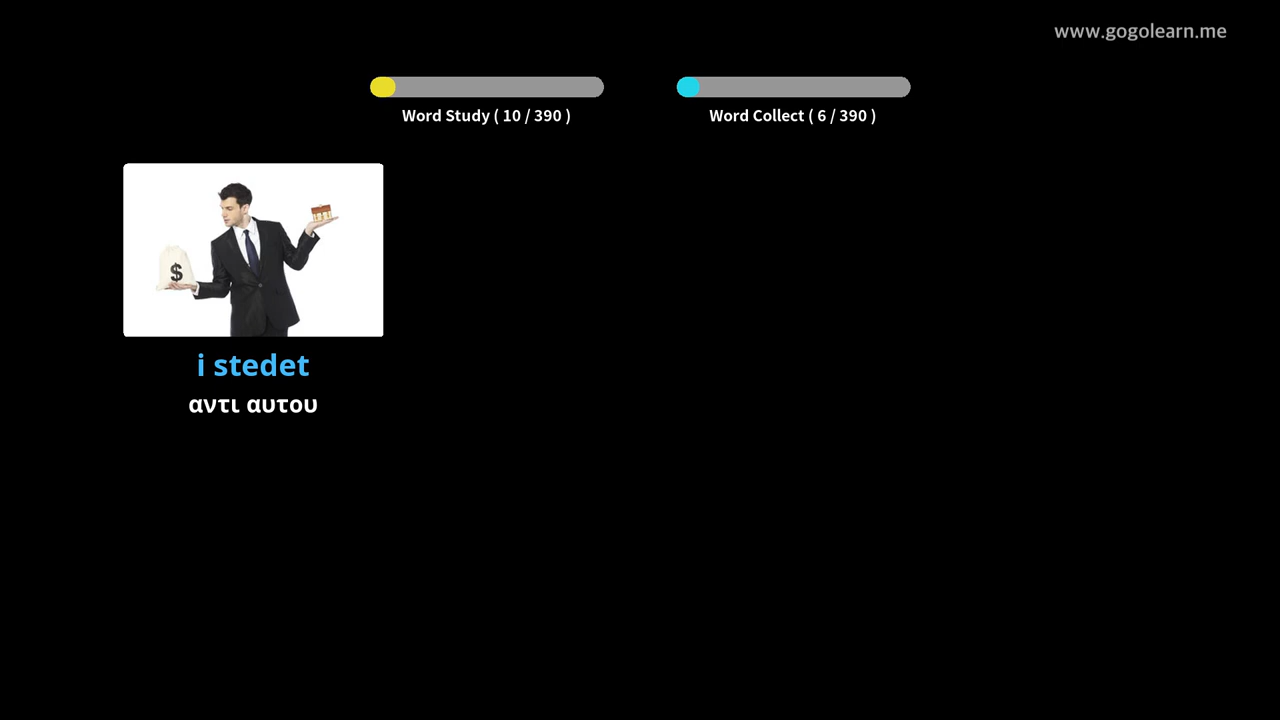 www.gogolearn.me
Word Study ( 10 / 390 )
Word Collect ( 6 / 390 )
$
i stedet
αντι αυτου